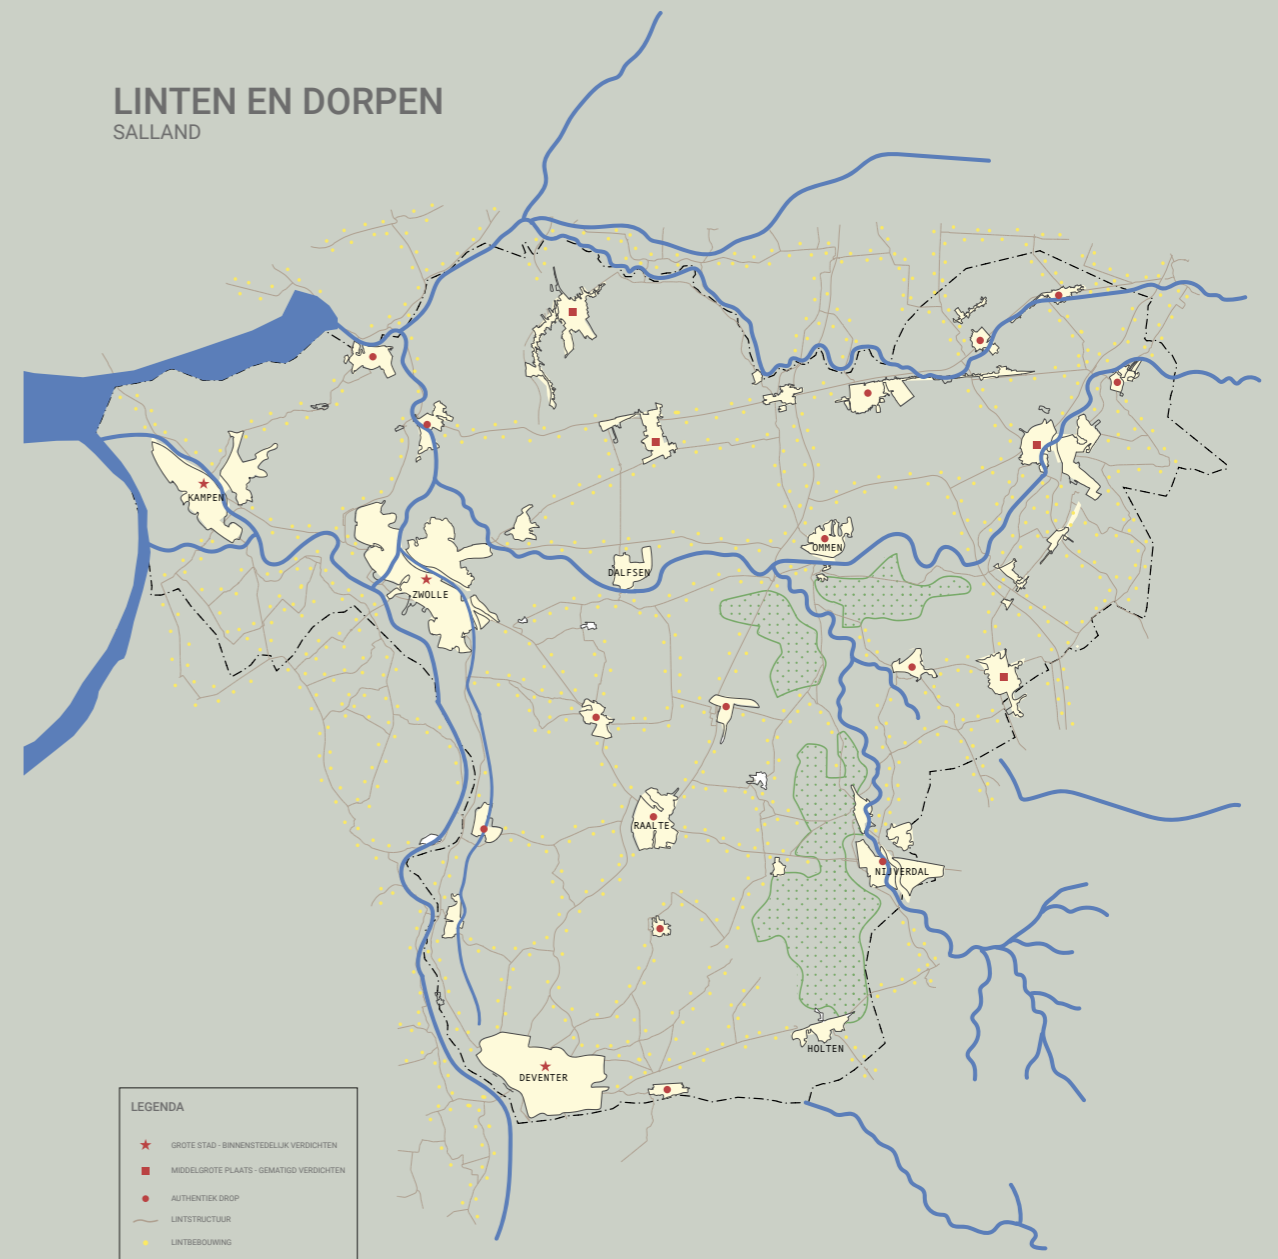 LINTEN EN DORPEN
SALLAND
KAMPEN
ZWOLLE
DALFSEN
OMMEN
RAALTE
NIJVERDAL
HOLTEN
DEVENTER
LEGENDA
GROTE STAD - BINNENSTEDELIJK VERDICHTEN
MIDDELGROTE PLAATS - GEMATIGD VERDICHTEN
AUTHENTIEK DROP
LINTSTRUCTUUR
LINTBEBOUWING